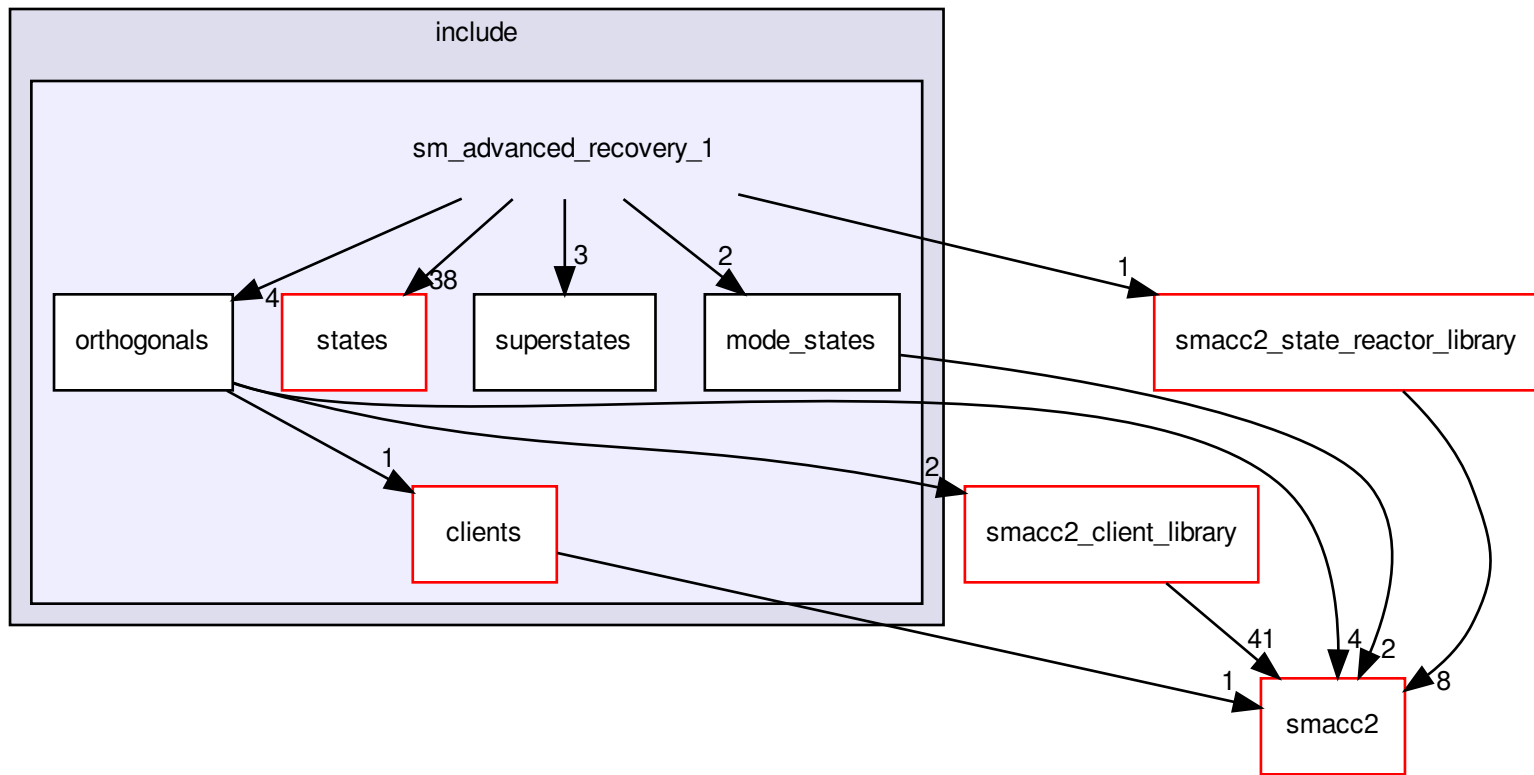 include
sm_advanced_recovery_1
4
38
3
2
1
orthogonals
states
superstates
mode_states
smacc2_state_reactor_library
1
2
clients
smacc2_client_library
41
4
2
1
8
smacc2